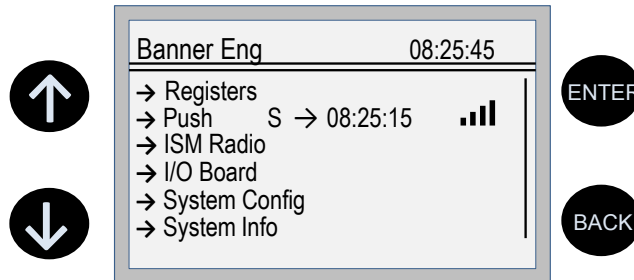 Banner Eng 08:25:45
→ Registers
→ Push S → 08:25:15
→ ISM Radio
→ I/O Board
→ System Config
→ System Info
ENTER
BACK